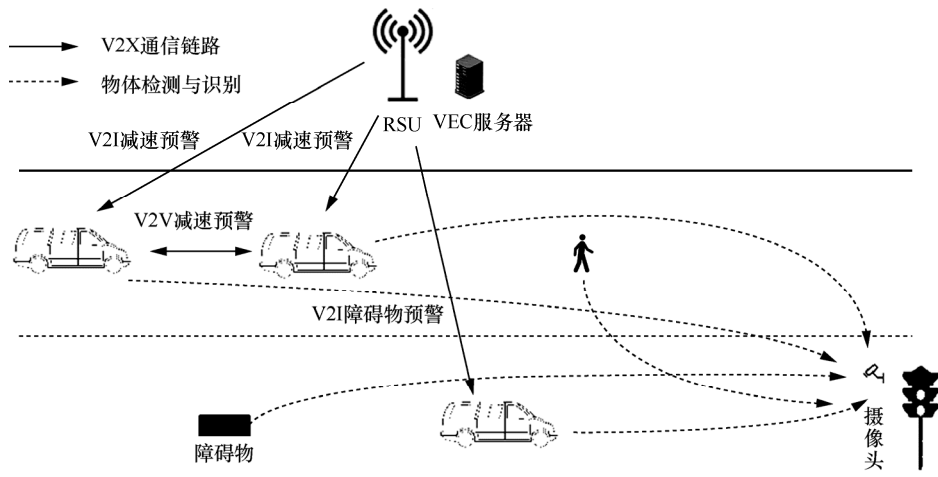 V2X通信链路
物体检测与识别
RSU
VEC服务器
V2I减速预警
V2I减速预警
V2V减速预警
V2I障碍物预警
障碍物
摄像头